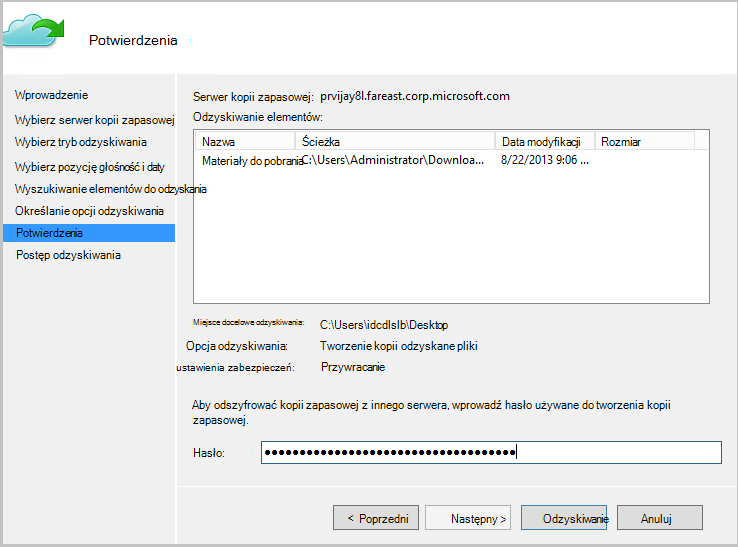 Potwierdzenia
Wprowadzenie
Wybierz serwer kopii zapasowej
Wybierz tryb odzyskiwania
Wybierz pozycję głośność i daty
Wyszukiwanie elementów do odzyskania
Określanie opcji odzyskiwania
Potwierdzenia
Postęp odzyskiwania
Serwer kopii zapasowej: prvijay8l.fareast.corp.microsoft.com
Odzyskiwanie elementów:
Nazwa Ścieżka Data modyfikacji Rozmiar
Materiały do pobrania C:\Users\Administrator\Downloa... 8/22/2013 9:06 ...
Miejsce docelowe odzyskiwania: C:\Users\idcdlslb\Desktop
Opcja odzyskiwania: Tworzenie kopii odzyskane pliki
ustawienia zabezpieczeń: Przywracanie
Aby odszyfrować kopii zapasowej z innego serwera, wprowadź hasło używane do tworzenia kopii
zapasowej.
Hasło: ••••••••••••••••••••••••••••••••••••
< Poprzedni Następny > Odzyskiwanie Anuluj